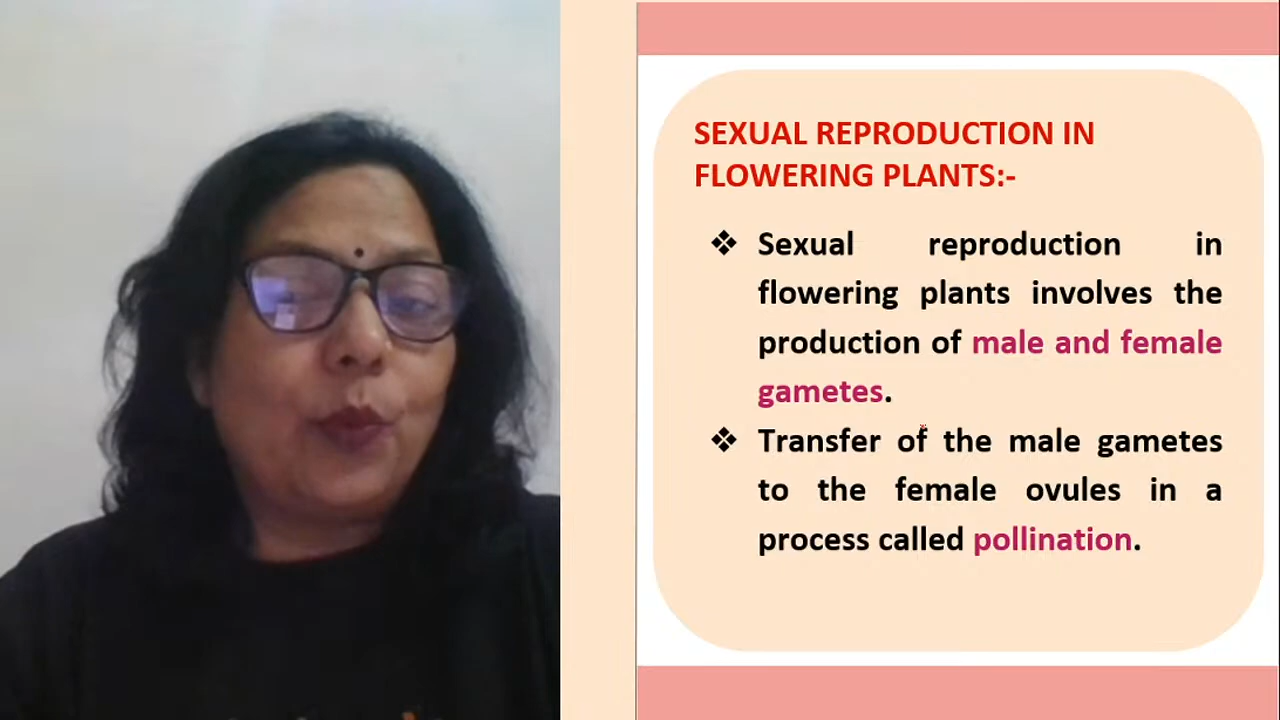 SEXUAL REPRODUCTION IN
FLOWERING PLANTS:-
❖ Sexual reproduction in
flowering plants involves the
production of male and female
gametes.
❖ Transfer of the male gametes
to the female ovules in a
process called pollination.